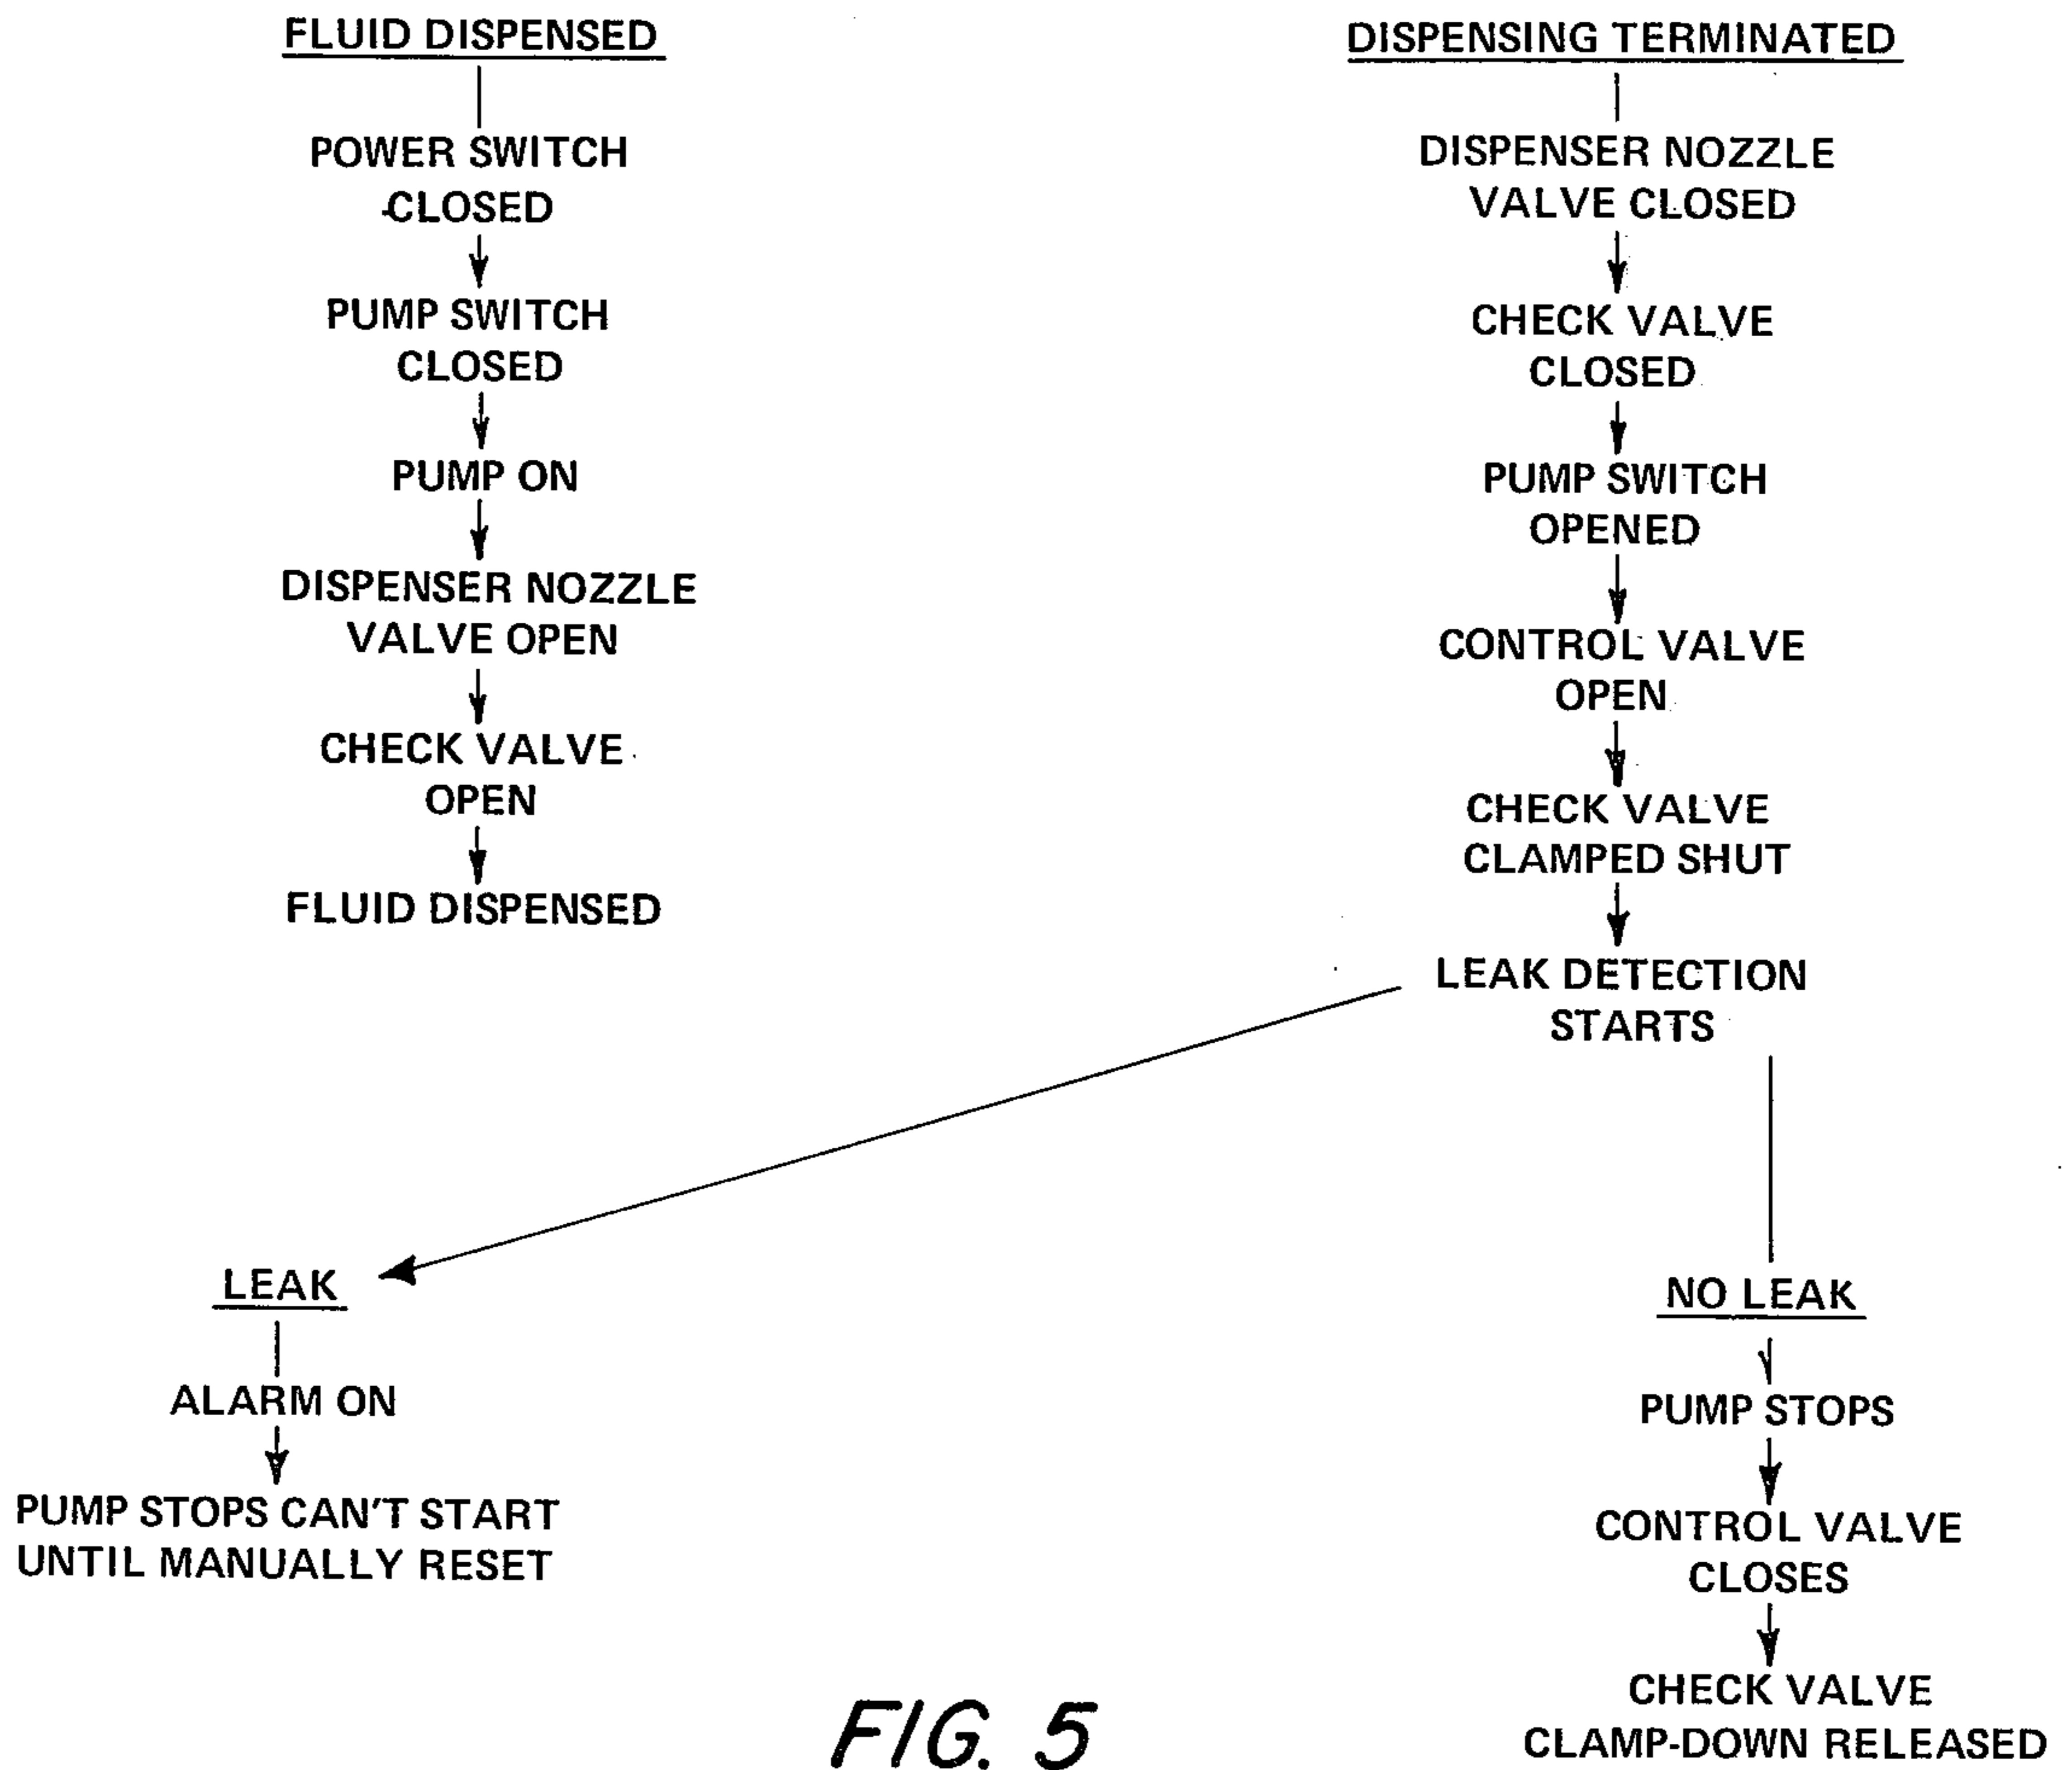 FLUID DISPENSED
POWER SWITCH
CLOSED
PUMP SWITCH
CLOSED
PUMP ON
DISPENSER NOZZLE
VALVE OPEN
CHECK VALVE
OPEN
FLUID DISPENSED
DISPENSING TERMINATED
DISPENSER NOZZLE
VALVE CLOSED
CHECK VALVE
CLOSED
PUMP SWITCH
OPENED
CONTROL VALVE
OPEN
CHECK VALVE
CLAMPED SHUT
LEAK DETECTION
STARTS
LEAK
ALARM ON
PUMP STOPS CAN'T START
UNTIL MANUALLY RESET
NO LEAK
PUMP STOPS
CONTROL VALVE
CLOSES
CHECK VALVE
CLAMP-DOWN RELEASED
FIG. 5